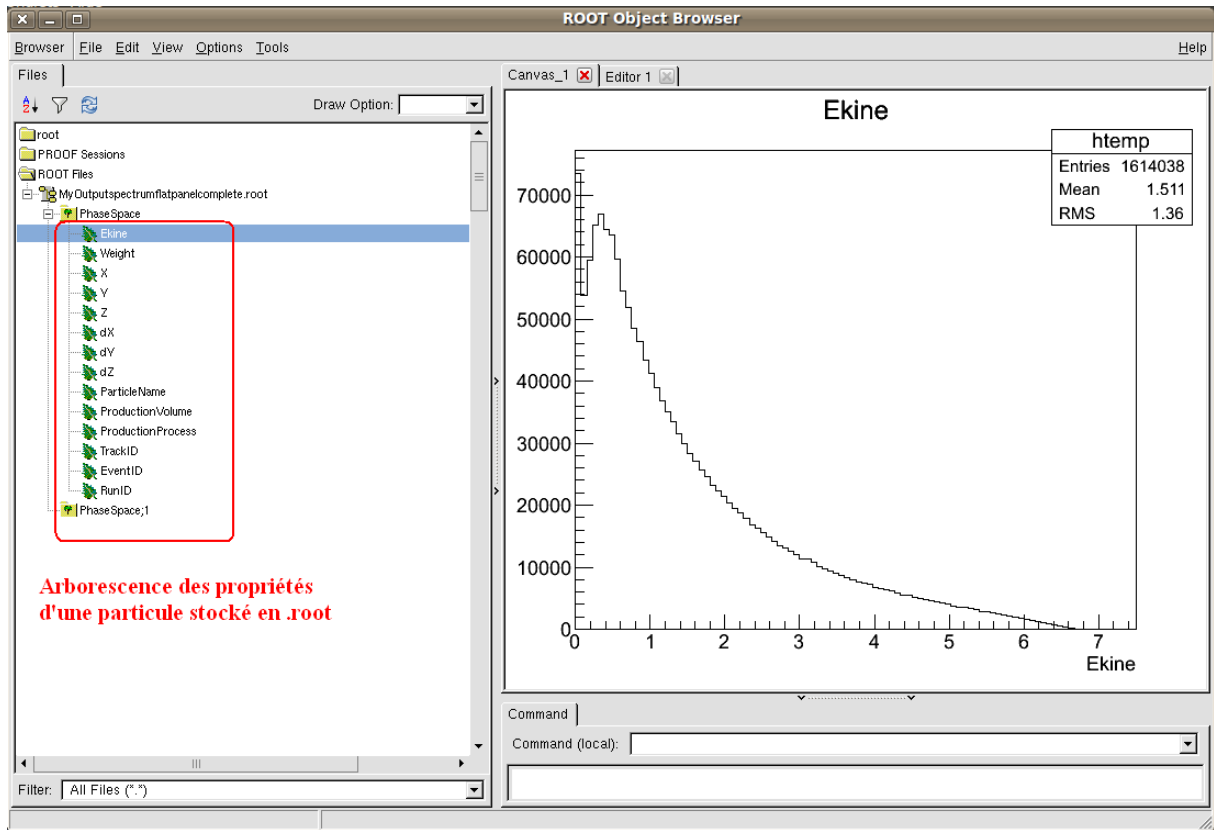 ROOT Object Browser
Browser File Edit View Options Tools Help
Files
Draw Option:
root
PROOF Sessions
ROOT Files
MyOutputspectrumflatpanelcomplete.root
PhaseSpace
Ekine
Weight
X
Y
Z
dX
dY
dZ
ParticleName
ProductionVolume
ProductionProcess
TrackID
EventID
RunID
PhaseSpace;1
Arborescence des propriétés
d'une particule stocké en .root
Filter: All Files (*.*)
Canvas_1 Editor 1
Ekine
htemp
Entries 1614038
Mean 1.511
RMS 1.36
70000
60000
50000
40000
30000
20000
10000
0
0 1 2 3 4 5 6 7
Ekine
Command
Command (local):